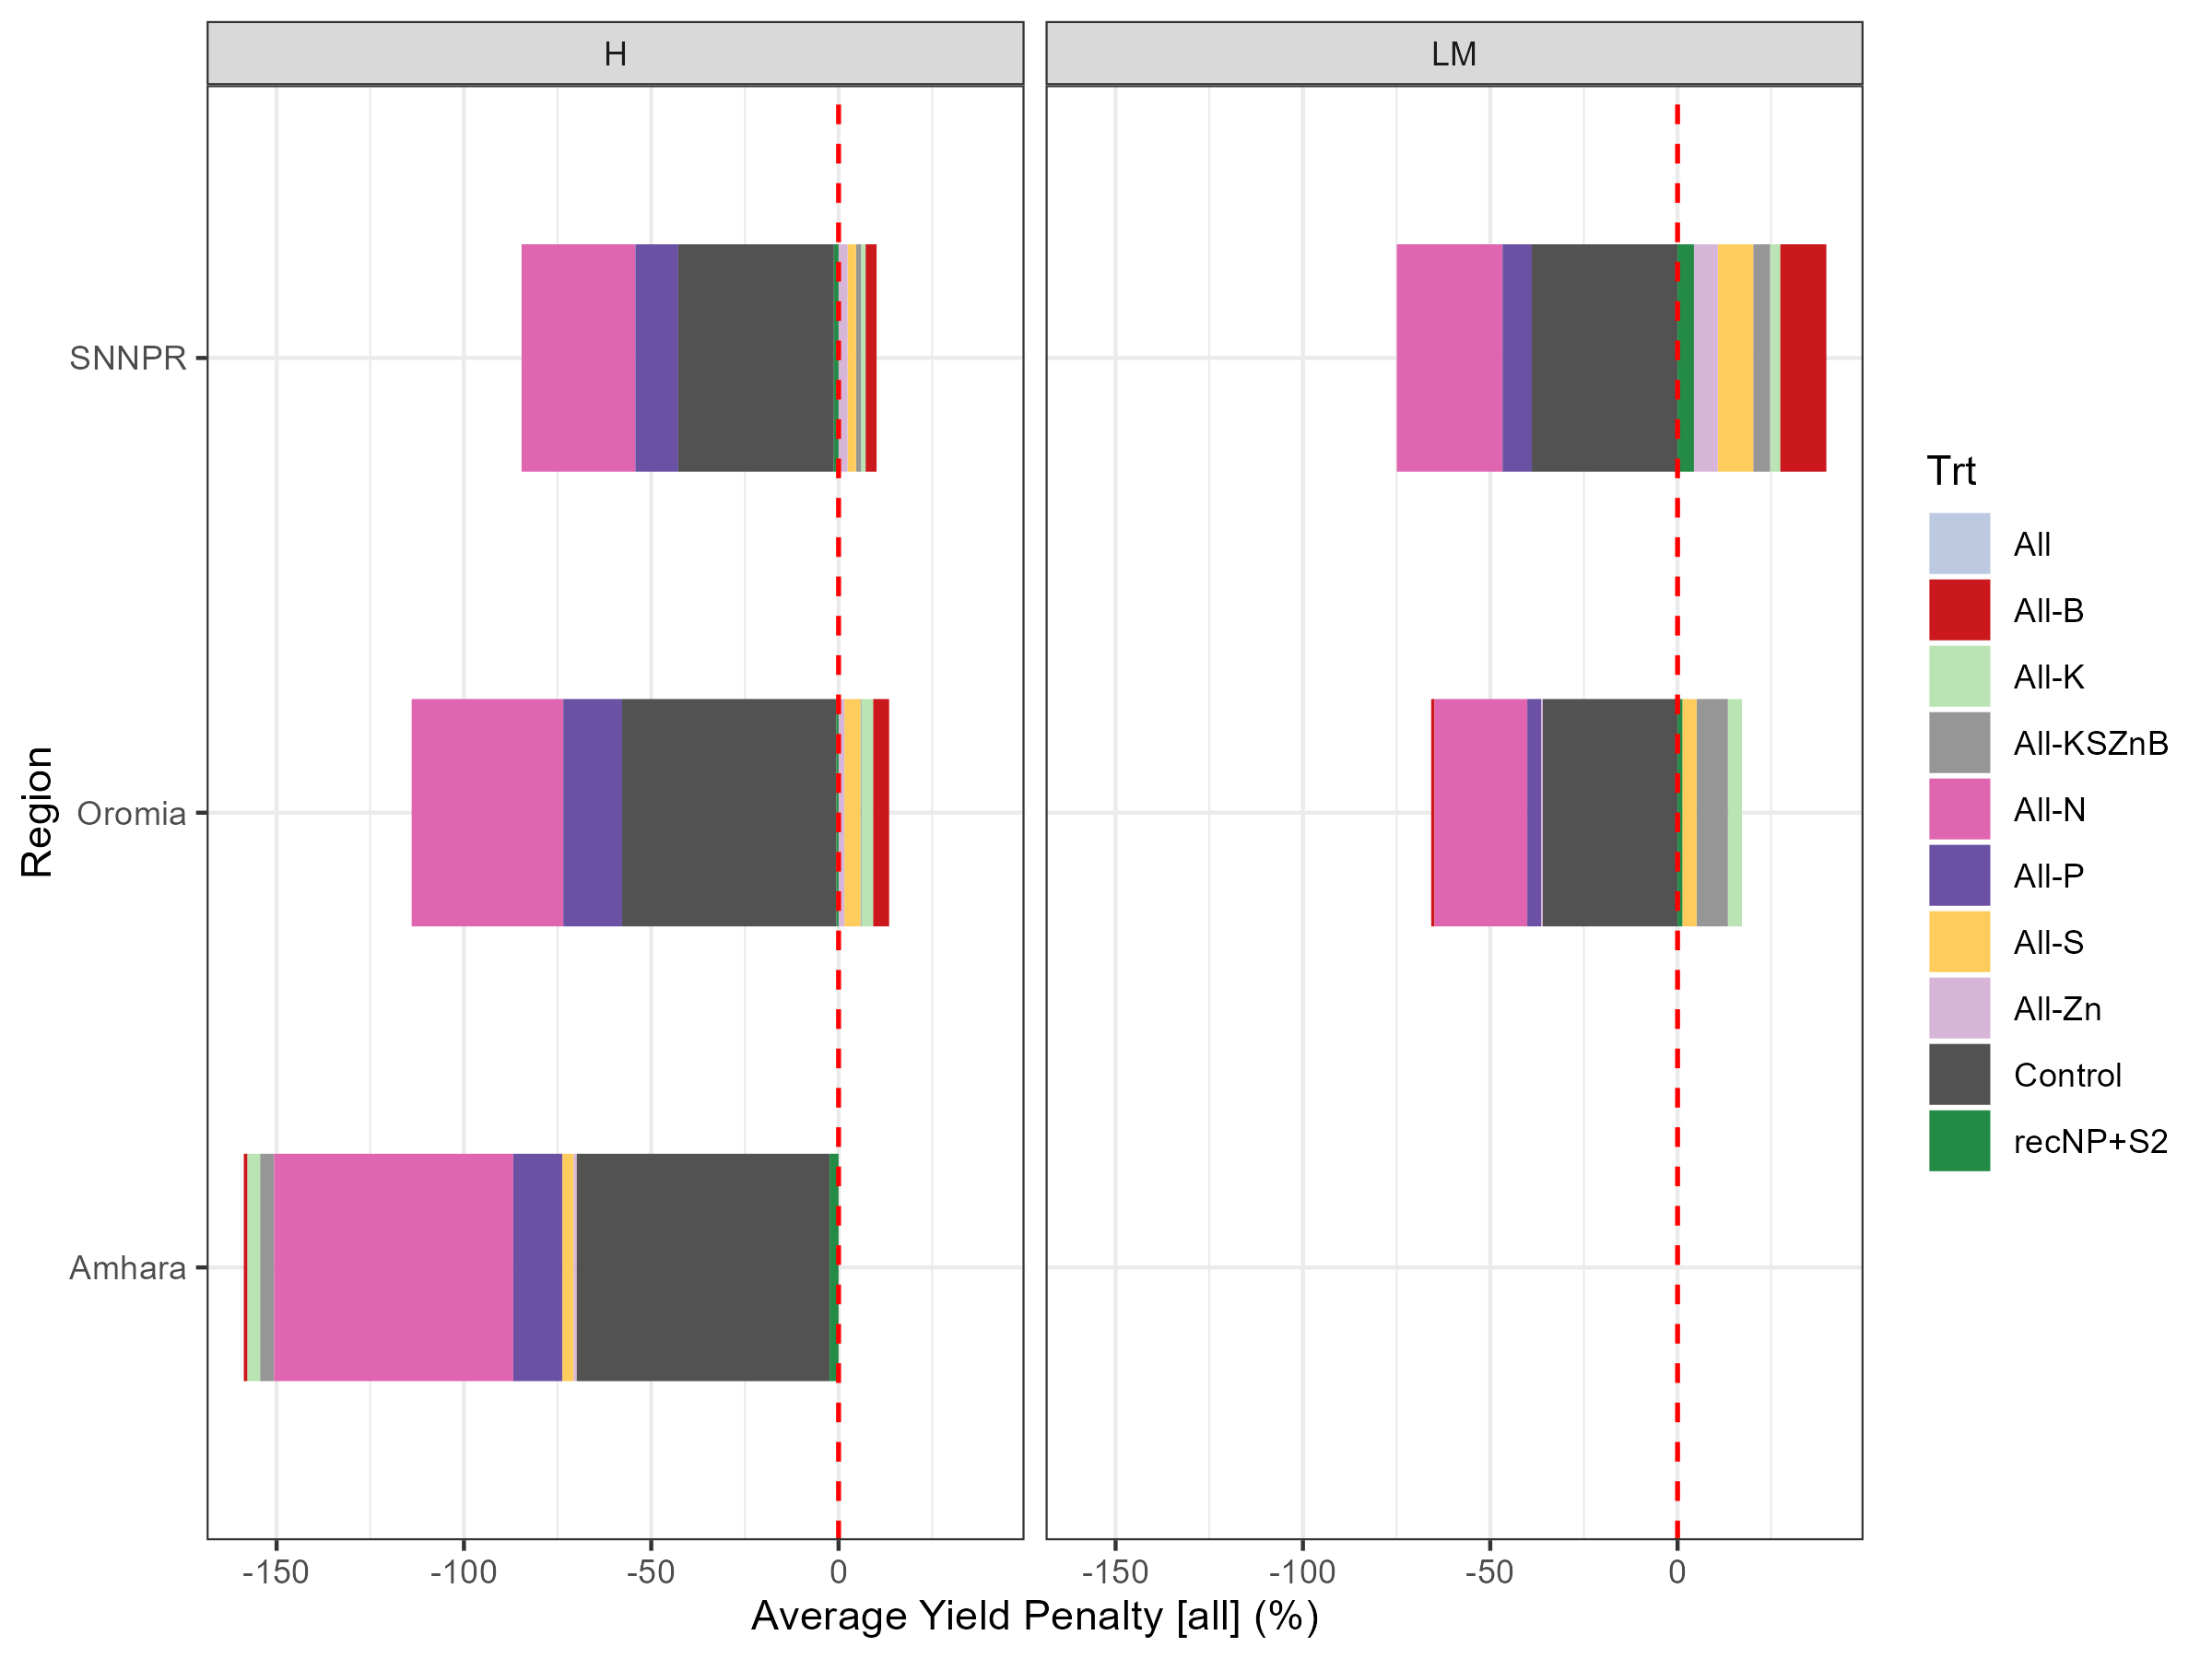 H
LM
SNNPR
Oromia
Amhara
Region
-150 -100 -50 0
-150 -100 -50 0
Average Yield Penalty [all] (%)
Trt
All
All-B
All-K
All-KSZnB
All-N
All-P
All-S
All-Zn
Control
recNP+S2